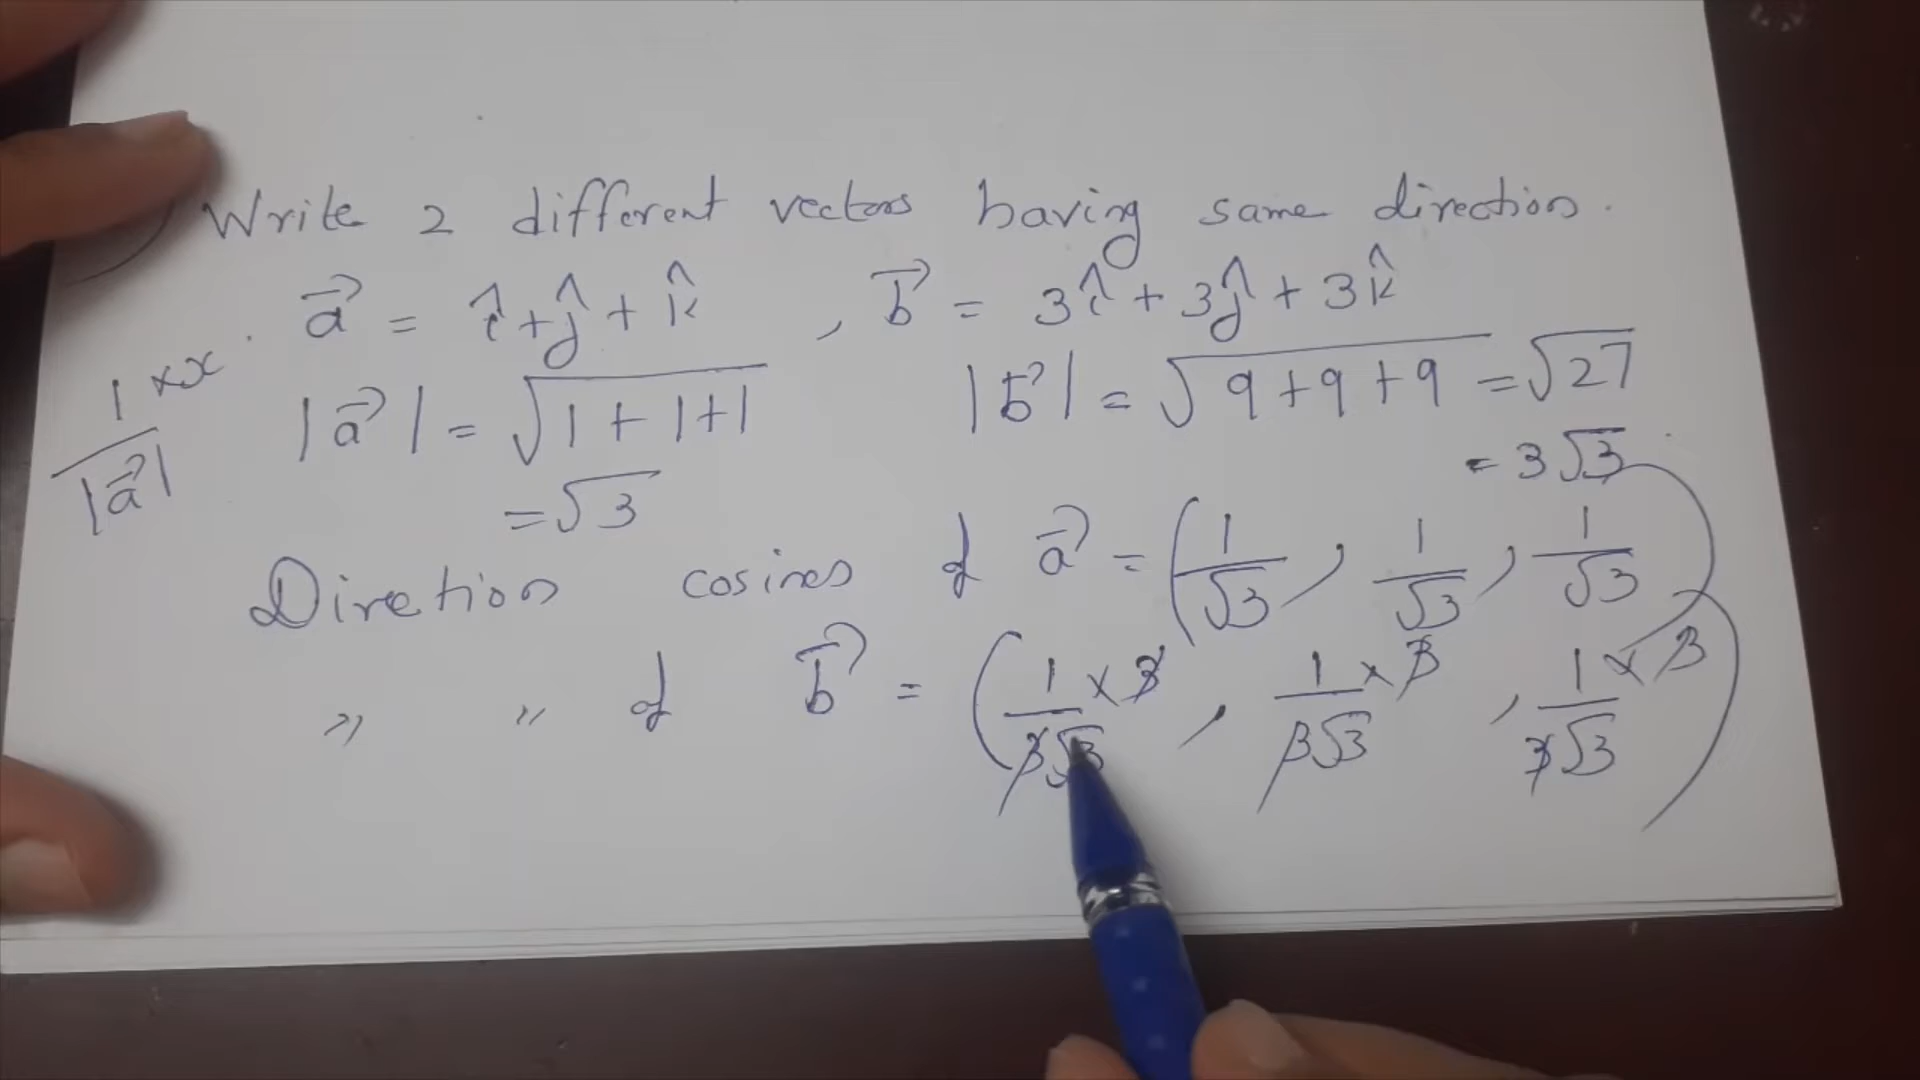 Write 2 different vectors having same direction.
a⃗ = î + ĵ + k̂ , b⃗ = 3î + 3ĵ + 3k̂
1/|a⃗| × x
|a⃗| = √(1 + 1 + 1)
|b⃗| = √(9 + 9 + 9) = √27
= √3
= 3√3
Direction cosines of a⃗ = (1/√3, 1/√3, 1/√3)
" " of b⃗ = (1/3√3 × 3, 1/3√3 × 3, 1/3√3 × 3)